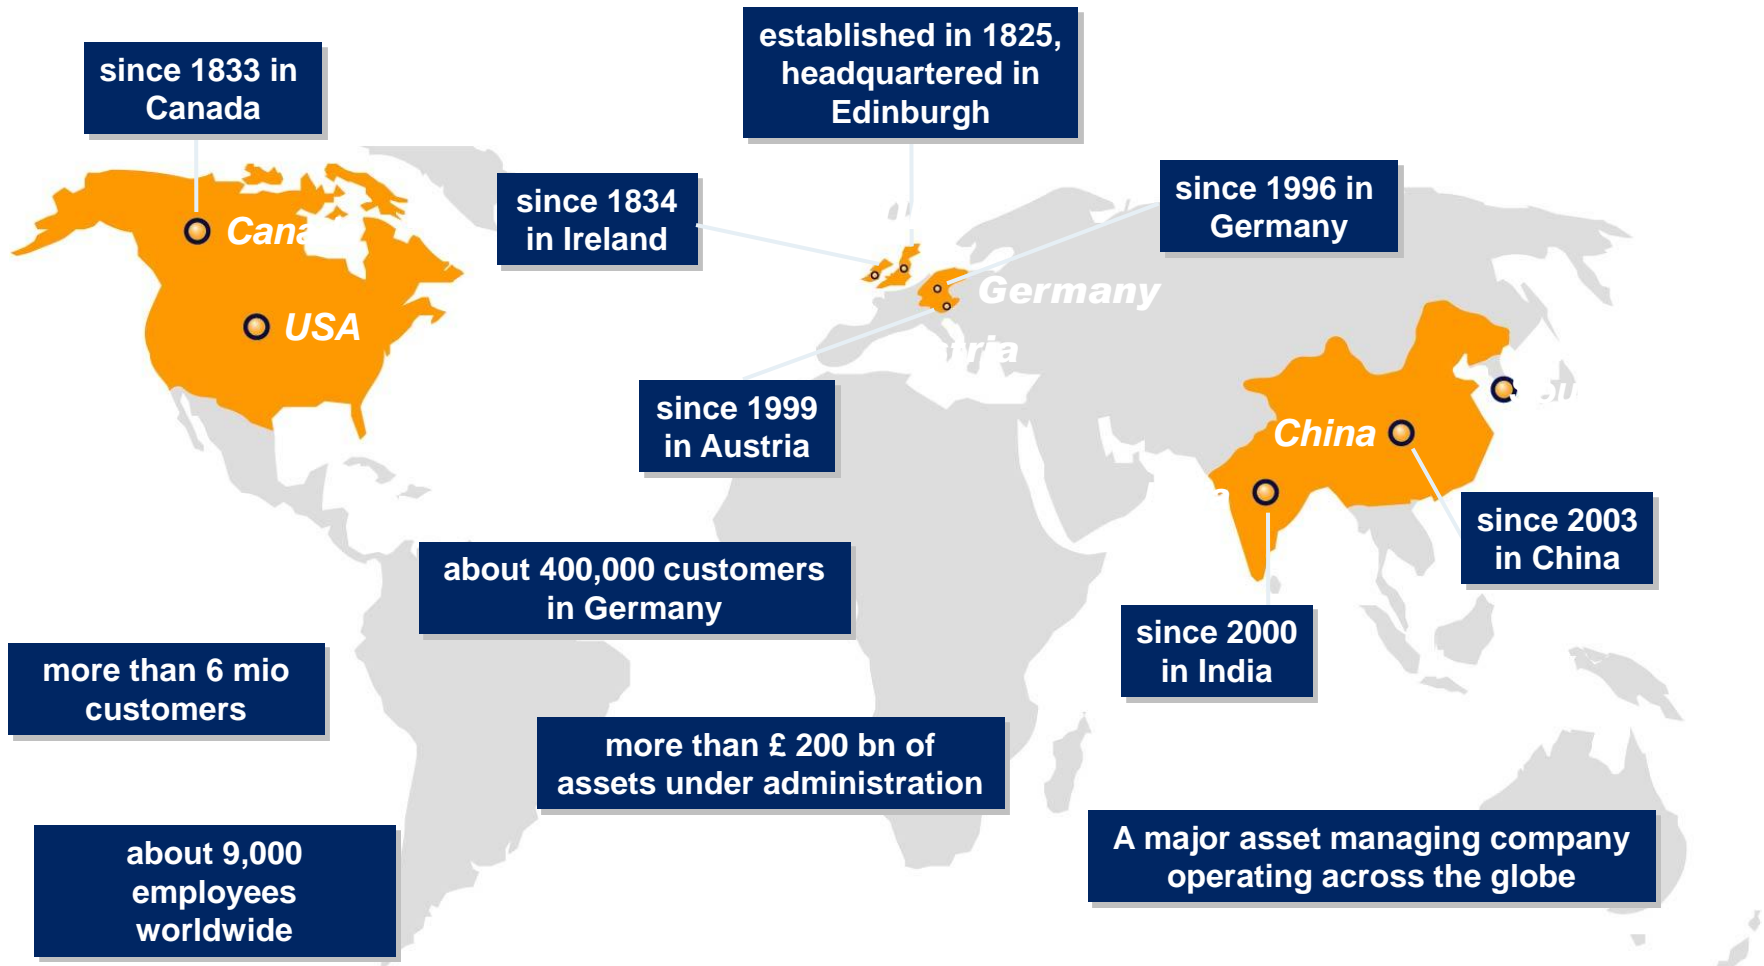 established in 1825,
headquartered in
Edinburgh
since 1833 in
Canada
since 1834
in Ireland
since 1996 in
Germany
Canada
USA
Germany
since 1999
in Austria
China
since 2003
in China
about 400,000 customers
in Germany
since 2000
in India
more than 6 mio
customers
more than £ 200 bn of
assets under administration
A major asset managing company
operating across the globe
about 9,000
employees
worldwide